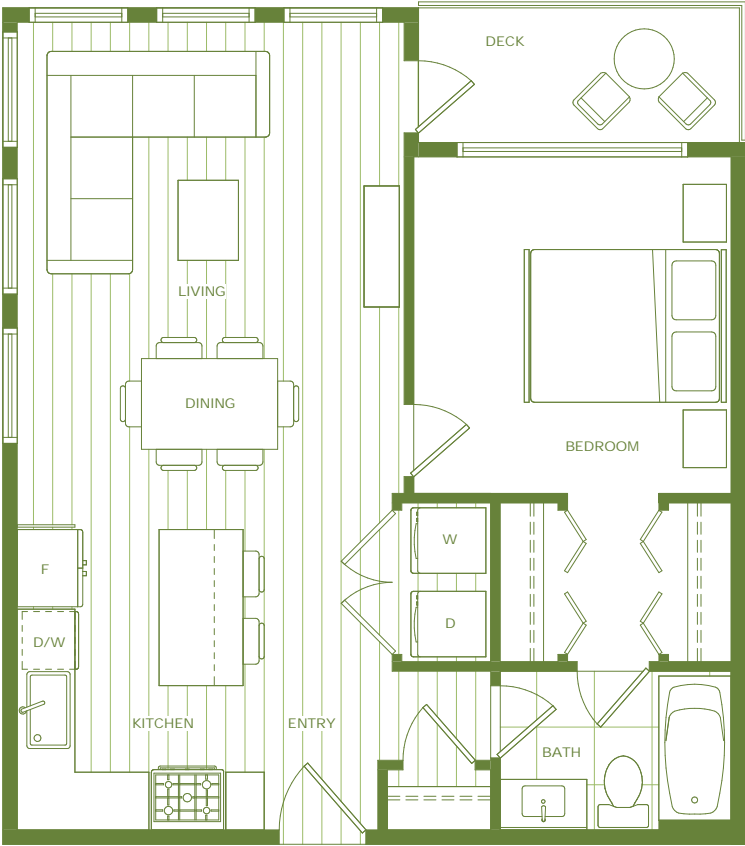 DECK
LIVING
DINING
BEDROOM
W
F
D
D/W
KITCHEN
ENTRY
BATH